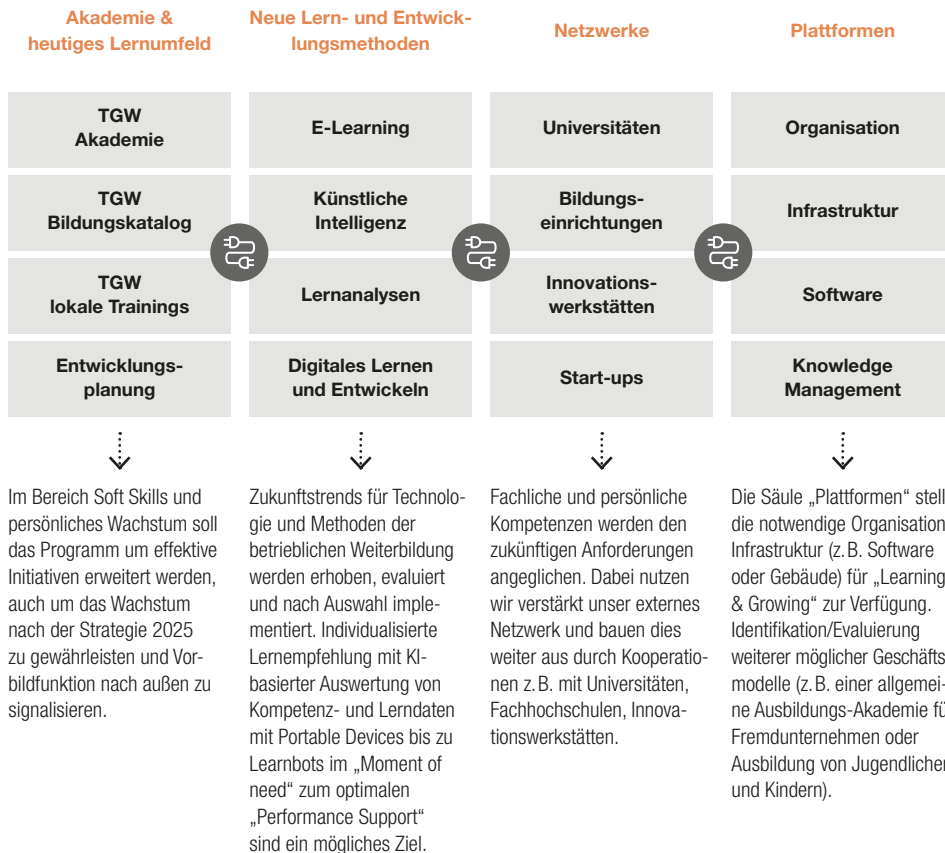 Akademie &
heutiges Lernumfeld
TGW
Akademie
TGW
Bildungskatalog
TGW
lokale Trainings
Entwicklungs-
planung
Im Bereich Soft Skills und
persönliches Wachstum soll
das Programm um effektive
Initiativen erweitert werden,
auch um das Wachstum
nach der Strategie 2025
zu gewährleisten und Vor-
bildfunktion nach außen zu
signalisieren.
Neue Lern- und Entwick-
lungsmethoden
E-Learning
Künstliche
Intelligenz
Lernanalysen
Digitales Lernen
und Entwickeln
Zukunftstrends für Technolo-
gie und Methoden der
betrieblichen Weiterbildung
werden erhoben, evaluiert
und nach Auswahl imple-
mentiert. Individualisierte
Lernempfehlung mit KI-
basierter Auswertung von
Kompetenz- und Lerndaten
mit Portable Devices bis zu
Learnbots im „Moment of
need“ zum optimalen
„Performance Support“
sind ein mögliches Ziel.
Netzwerke
Universitäten
Bildungs-
einrichtungen
Innovations-
werkstätten
Start-ups
Fachliche und persönliche
Kompetenzen werden den
zukünftigen Anforderungen
angeglichen. Dabei nutzen
wir verstärkt unser externes
Netzwerk und bauen dies
weiter aus durch Kooperatio-
nen z. B. mit Universitäten,
Fachhochschulen, Innova-
tionswerkstätten.
Plattformen
Organisation
Infrastruktur
Software
Knowledge
Management
Die Säule „Plattformen“ stell
die notwendige Organisation
Infrastruktur (z. B. Software
oder Gebäude) für „Learning
& Growing“ zur Verfügung.
Identifikation/Evaluierung
weiterer möglicher Geschäfts
modelle (z. B. einer allgemei-
ne Ausbildungs-Akademie fü
Fremdunternehmen oder
Ausbildung von Jugendlicher
und Kindern).